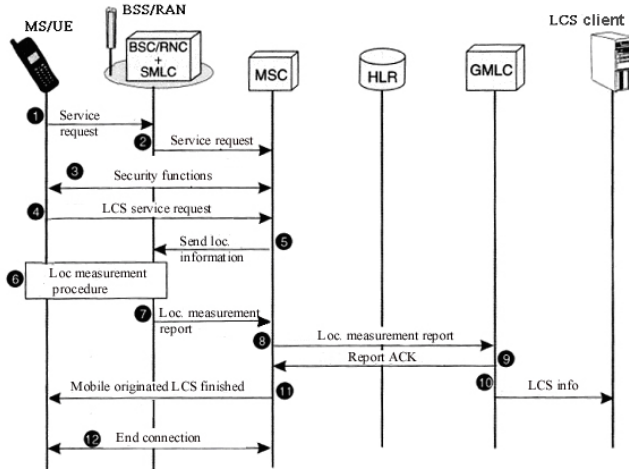 BSS/RAN
MS/UE
LCS client
BSC/RNC
+
SMLC
MSC
HLR
GMLC
1
Service
request
2
Service request
3
Security functions
4
LCS service request
5
Send loc.
information
6
Loc measurement
procedure
7
Loc. measurement
report
8
Loc. measurement report
9
Report ACK
10
LCS info
11
Mobile originated LCS finished
12
End connection